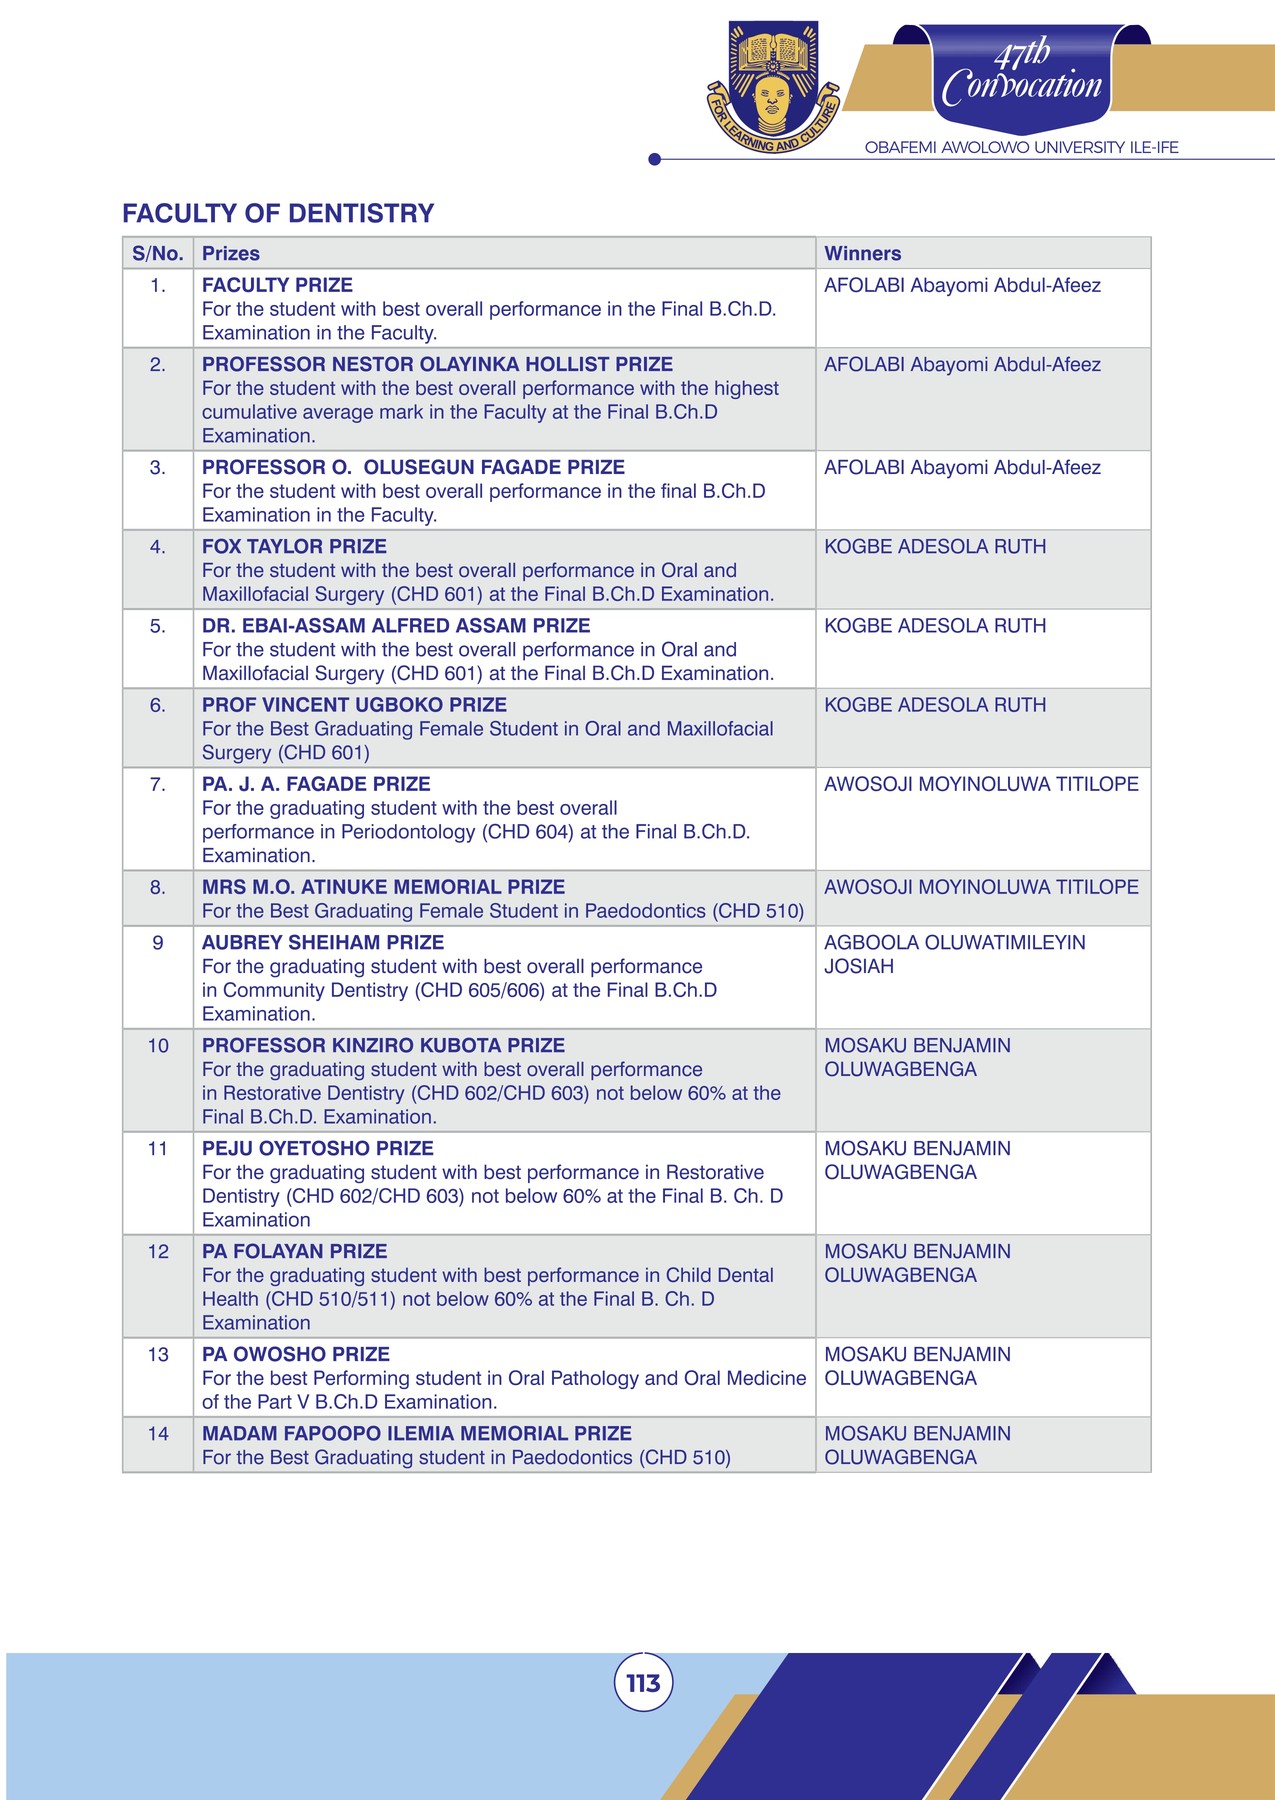 FOR LEARNING AND CULTURE
47th
Convocation
OBAFEMI AWOLOWO UNIVERSITY ILE-IFE
FACULTY OF DENTISTRY
S/No. Prizes Winners
1. FACULTY PRIZE AFOLABI Abayomi Abdul-Afeez
For the student with best overall performance in the Final B.Ch.D.
Examination in the Faculty.
2. PROFESSOR NESTOR OLAYINKA HOLLIST PRIZE AFOLABI Abayomi Abdul-Afeez
For the student with the best overall performance with the highest
cumulative average mark in the Faculty at the Final B.Ch.D
Examination.
3. PROFESSOR O. OLUSEGUN FAGADE PRIZE AFOLABI Abayomi Abdul-Afeez
For the student with best overall performance in the final B.Ch.D
Examination in the Faculty.
4. FOX TAYLOR PRIZE KOGBE ADESOLA RUTH
For the student with the best overall performance in Oral and
Maxillofacial Surgery (CHD 601) at the Final B.Ch.D Examination.
5. DR. EBAI-ASSAM ALFRED ASSAM PRIZE KOGBE ADESOLA RUTH
For the student with the best overall performance in Oral and
Maxillofacial Surgery (CHD 601) at the Final B.Ch.D Examination.
6. PROF VINCENT UGBOKO PRIZE KOGBE ADESOLA RUTH
For the Best Graduating Female Student in Oral and Maxillofacial
Surgery (CHD 601)
7. PA. J. A. FAGADE PRIZE AWOSOJI MOYINOLUWA TITILOPE
For the graduating student with the best overall
performance in Periodontology (CHD 604) at the Final B.Ch.D.
Examination.
8. MRS M.O. ATINUKE MEMORIAL PRIZE AWOSOJI MOYINOLUWA TITILOPE
For the Best Graduating Female Student in Paedodontics (CHD 510)
9 AUBREY SHEIHAM PRIZE AGBOOLA OLUWATIMILEYIN
For the graduating student with best overall performance JOSIAH
in Community Dentistry (CHD 605/606) at the Final B.Ch.D
Examination.
10 PROFESSOR KINZIRO KUBOTA PRIZE MOSAKU BENJAMIN
For the graduating student with best overall performance OLUWAGBENGA
in Restorative Dentistry (CHD 602/CHD 603) not below 60% at the
Final B.Ch.D. Examination.
11 PEJU OYETOSHO PRIZE MOSAKU BENJAMIN
For the graduating student with best performance in Restorative OLUWAGBENGA
Dentistry (CHD 602/CHD 603) not below 60% at the Final B. Ch. D
Examination
12 PA FOLAYAN PRIZE MOSAKU BENJAMIN
For the graduating student with best performance in Child Dental OLUWAGBENGA
Health (CHD 510/511) not below 60% at the Final B. Ch. D
Examination
13 PA OWOSHO PRIZE MOSAKU BENJAMIN
For the best Performing student in Oral Pathology and Oral Medicine OLUWAGBENGA
of the Part V B.Ch.D Examination.
14 MADAM FAPOOPO ILEMIA MEMORIAL PRIZE MOSAKU BENJAMIN
For the Best Graduating student in Paedodontics (CHD 510) OLUWAGBENGA
113